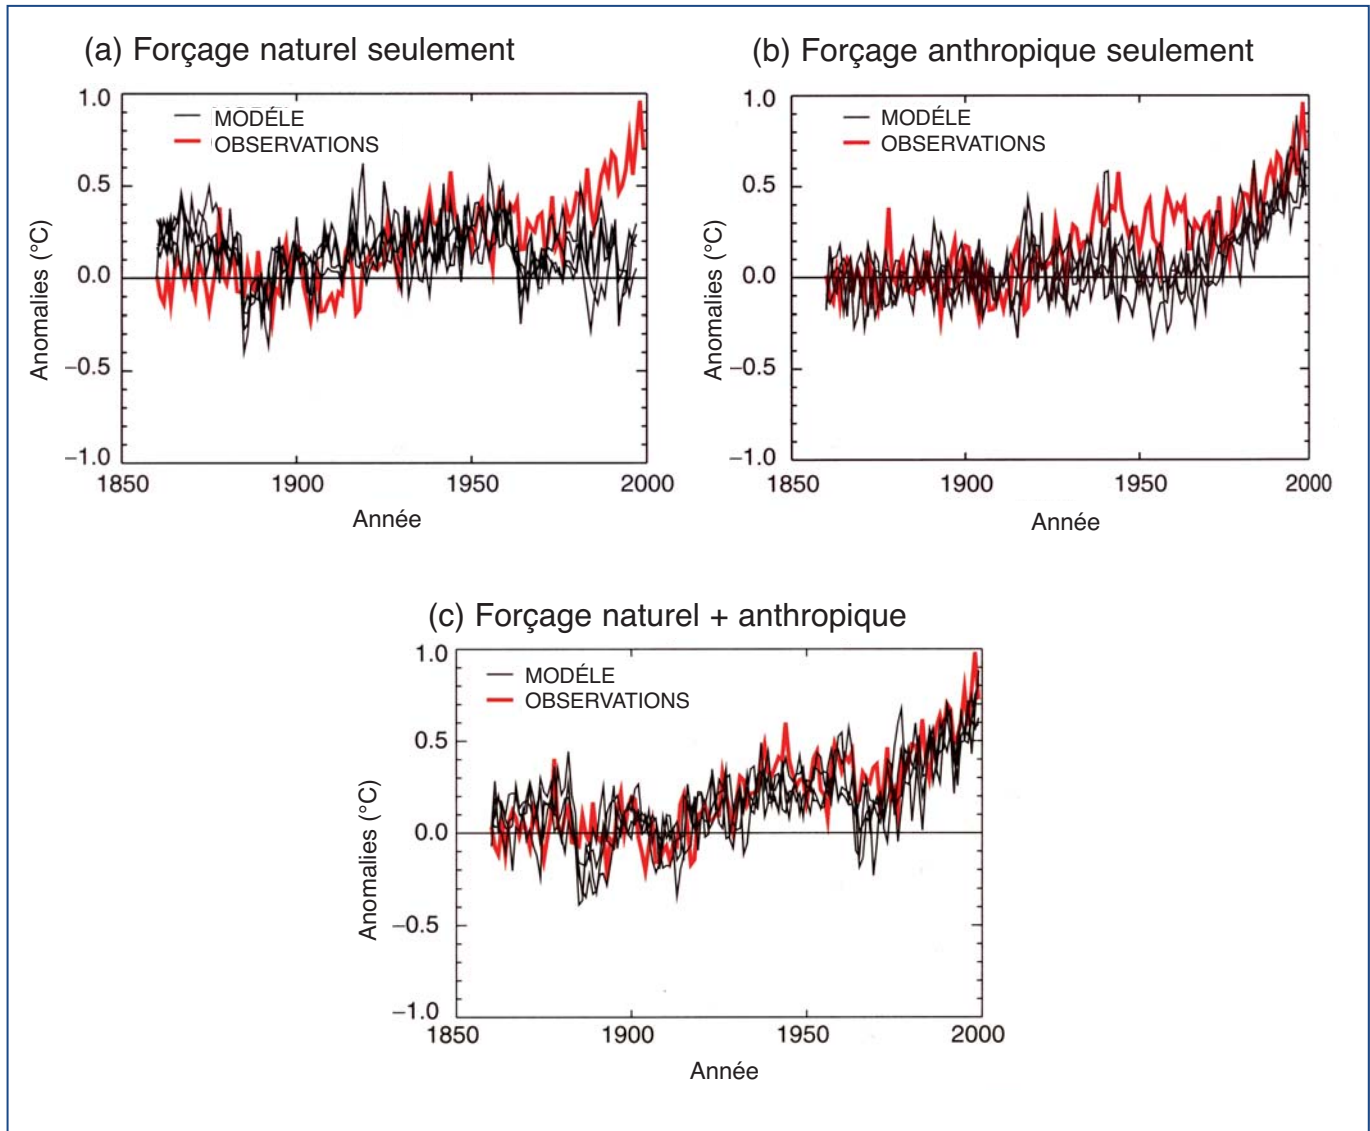 (a) Forçage naturel seulement
1.0
0.5
0.0
−0.5
−1.0
Anomalies (°C)
MODÉLE
OBSERVATIONS
1850 1900 1950 2000
Année
(b) Forçage anthropique seulement
1.0
0.5
0.0
−0.5
−1.0
Anomalies (°C)
MODÉLE
OBSERVATIONS
1850 1900 1950 2000
Année
(c) Forçage naturel + anthropique
1.0
0.5
0.0
−0.5
−1.0
Anomalies (°C)
MODÉLE
OBSERVATIONS
1850 1900 1950 2000
Année